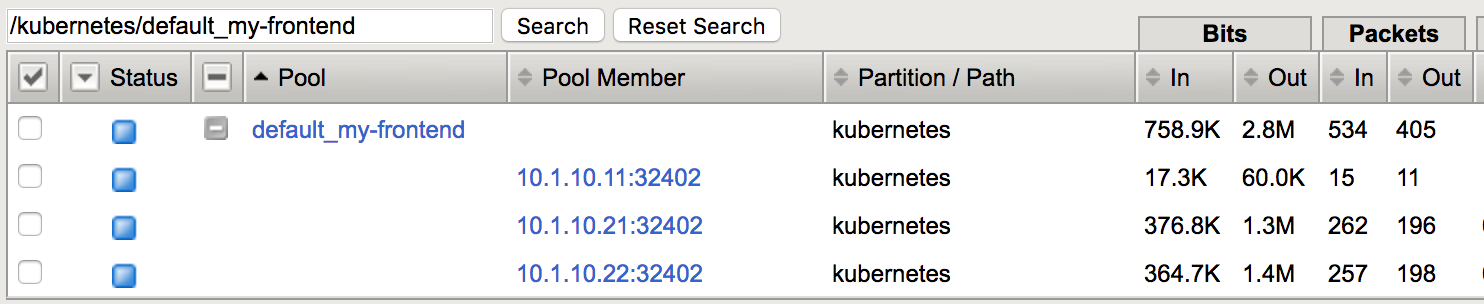 /kubernetes/default_my-frontend Search Reset Search Bits Packets
Status Pool Pool Member Partition / Path In Out In Out
default_my-frontend kubernetes 758.9K 2.8M 534 405
10.1.10.11:32402 kubernetes 17.3K 60.0K 15 11
10.1.10.21:32402 kubernetes 376.8K 1.3M 262 196
10.1.10.22:32402 kubernetes 364.7K 1.4M 257 198